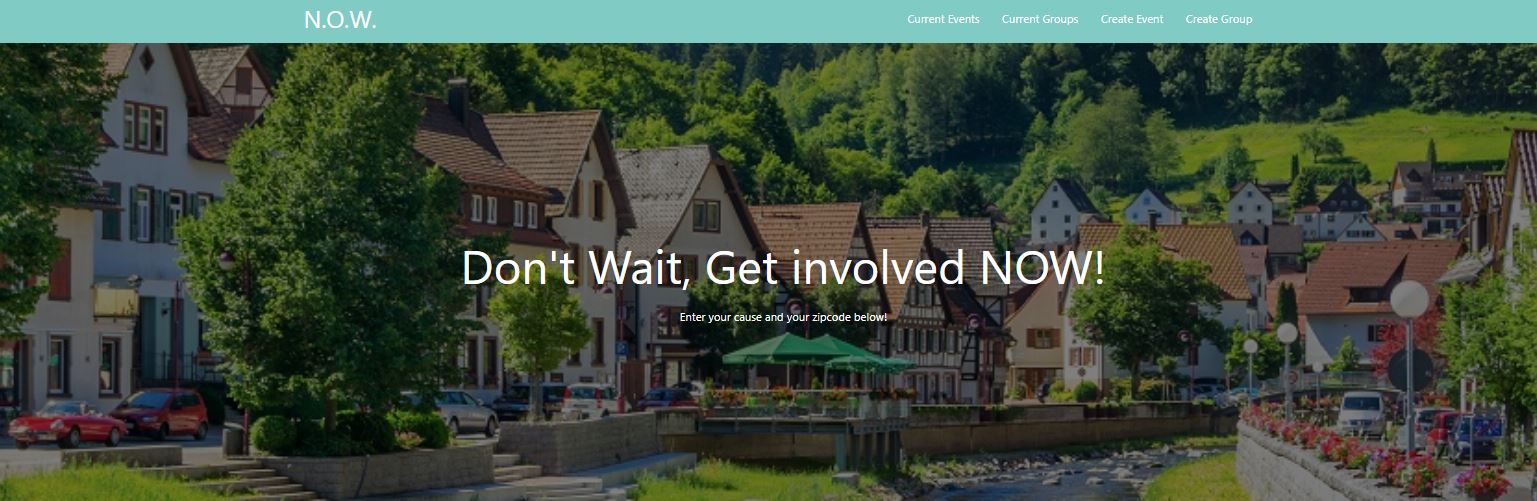 N.O.W.
Current Events
Current Groups
Create Event
Create Group
Don't Wait, Get involved NOW!
Enter your cause and your zipcode below!